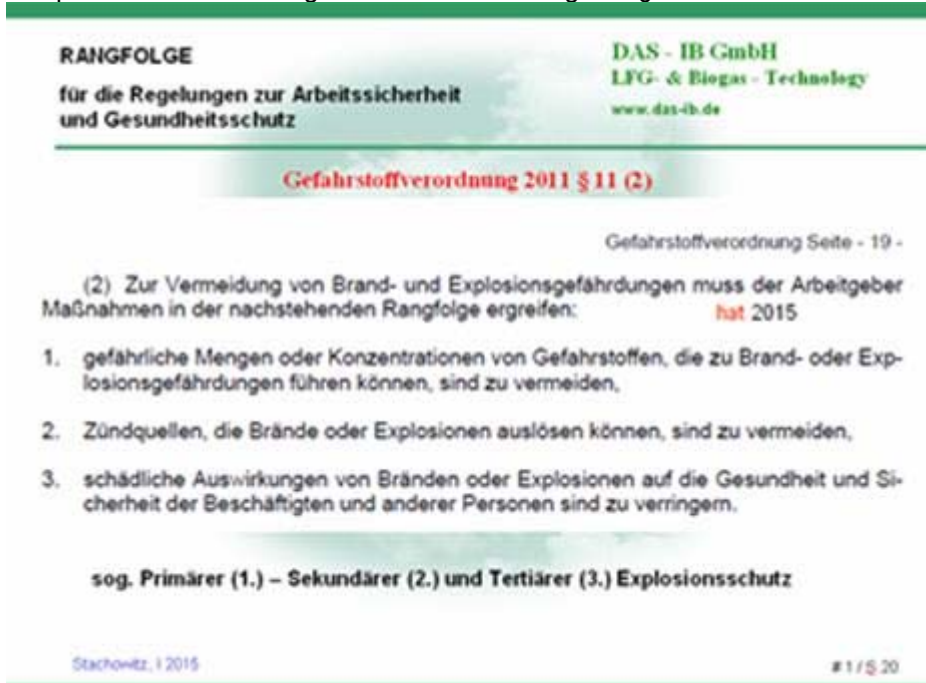 RANGFOLGE
für die Regelungen zur Arbeitssicherheit
und Gesundheitsschutz
DAS - IB GmbH
LFG- & Biogas - Technology
www.das-ib.de
Gefahrstoffverordnung 2011 § 11 (2)
Gefahrstoffverordnung Seite - 19 -
(2) Zur Vermeidung von Brand- und Explosionsgefährdungen muss der Arbeitgeber
Maßnahmen in der nachstehenden Rangfolge ergreifen: hat 2015
1. gefährliche Mengen oder Konzentrationen von Gefahrstoffen, die zu Brand- oder Exp-
losionsgefährdungen führen können, sind zu vermeiden,
2. Zündquellen, die Brände oder Explosionen auslösen können, sind zu vermeiden,
3. schädliche Auswirkungen von Bränden oder Explosionen auf die Gesundheit und Si-
cherheit der Beschäftigten und anderer Personen sind zu verringern.
sog. Primärer (1.) – Sekundärer (2.) und Tertiärer (3.) Explosionsschutz
Stachowitz, I 2015
# 1 / S 20